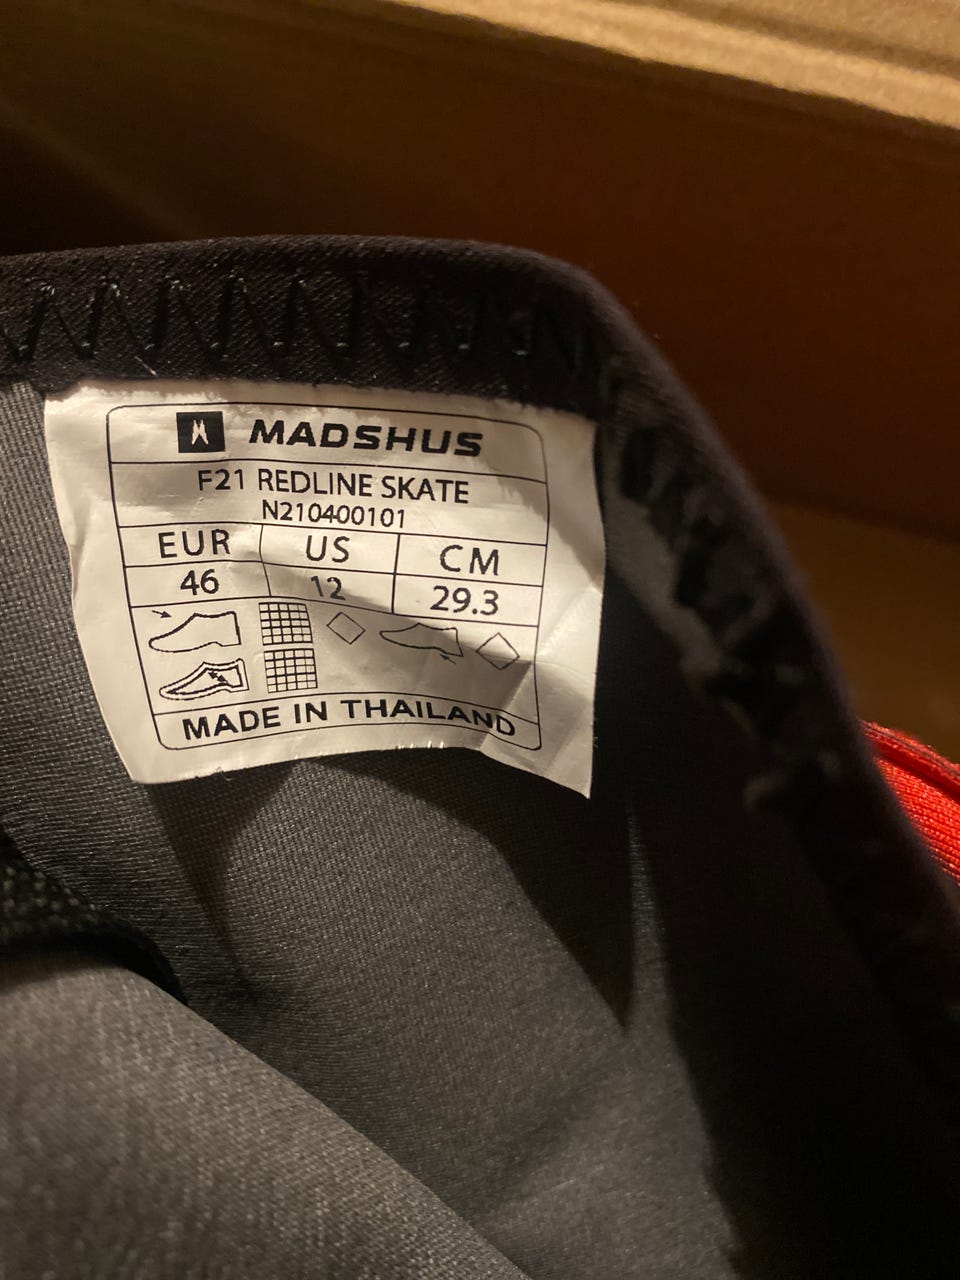 MADSHUS
F21 REDLINE SKATE
N210400101
EUR US CM
46 12 29.3
MADE IN THAILAND